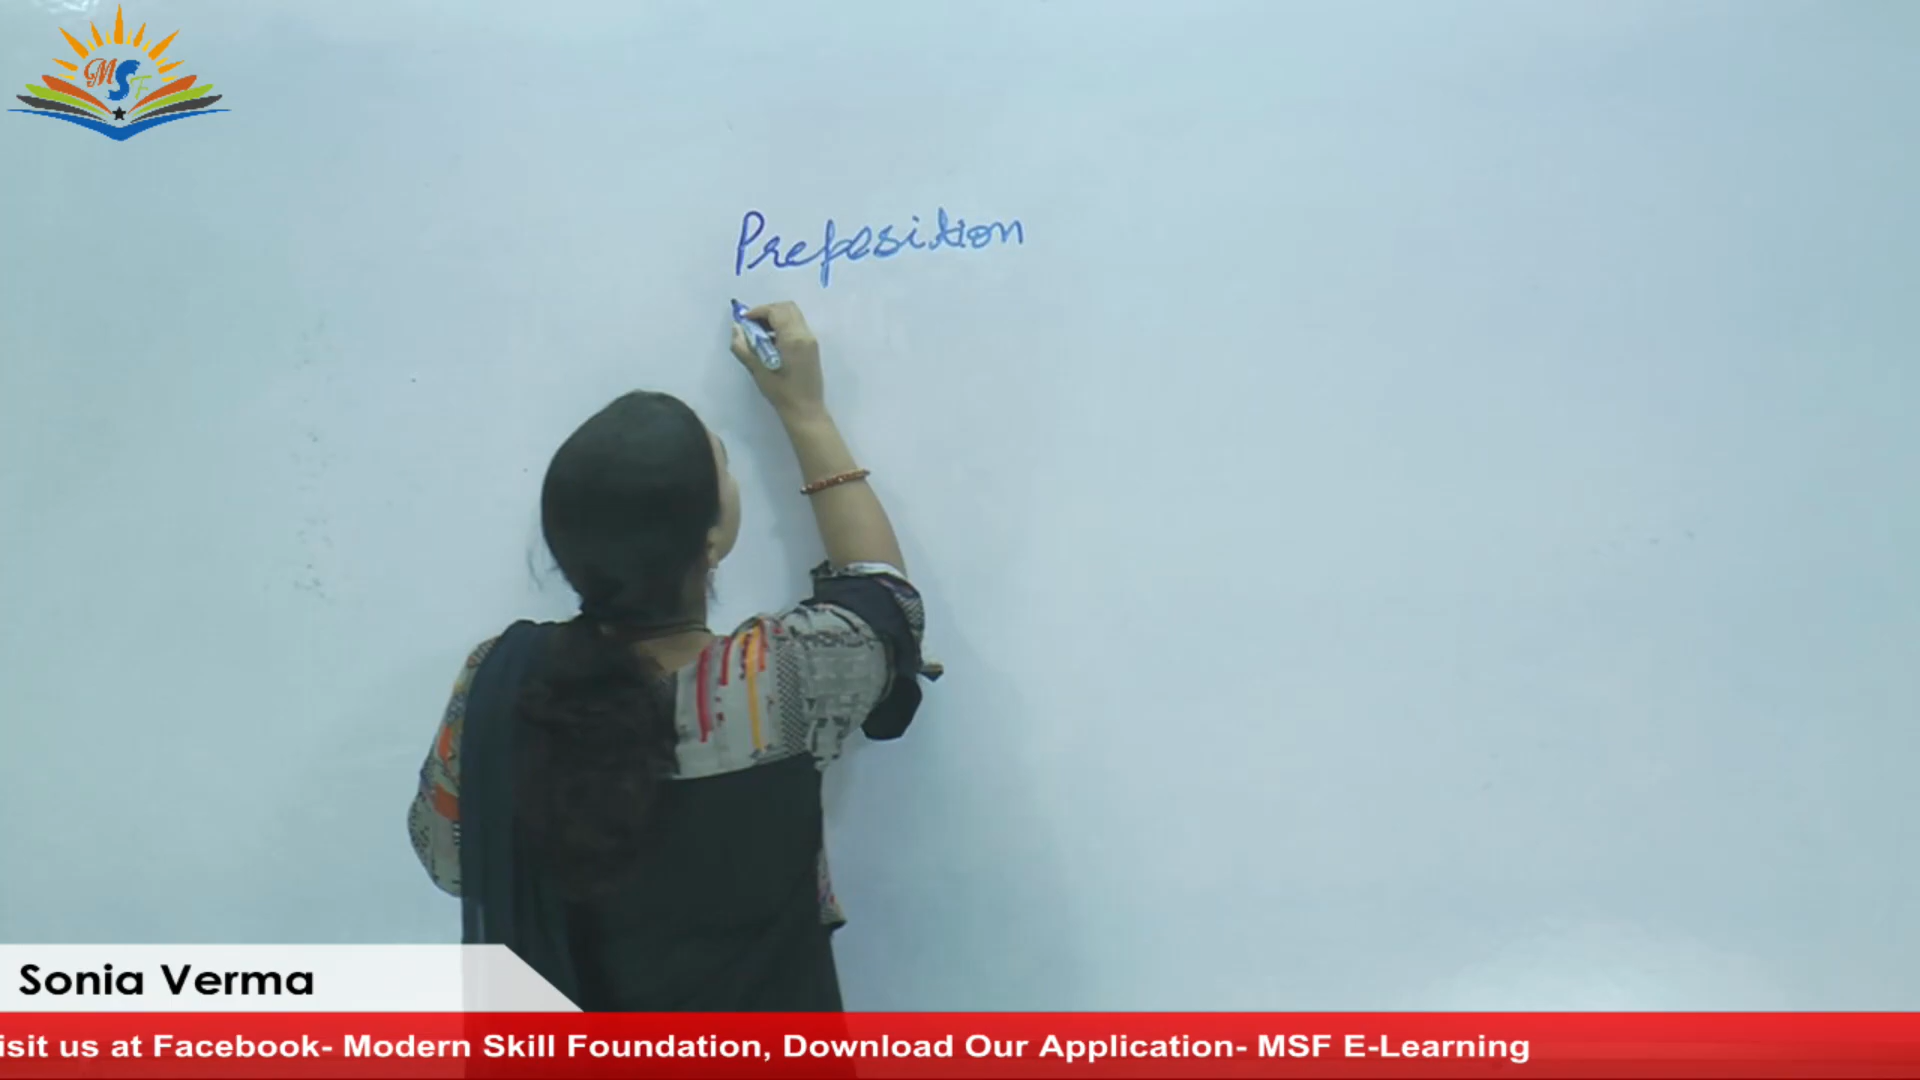 MSF
Preposition
Sonia Verma
isit us at Facebook- Modern Skill Foundation, Download Our Application- MSF E-Learning